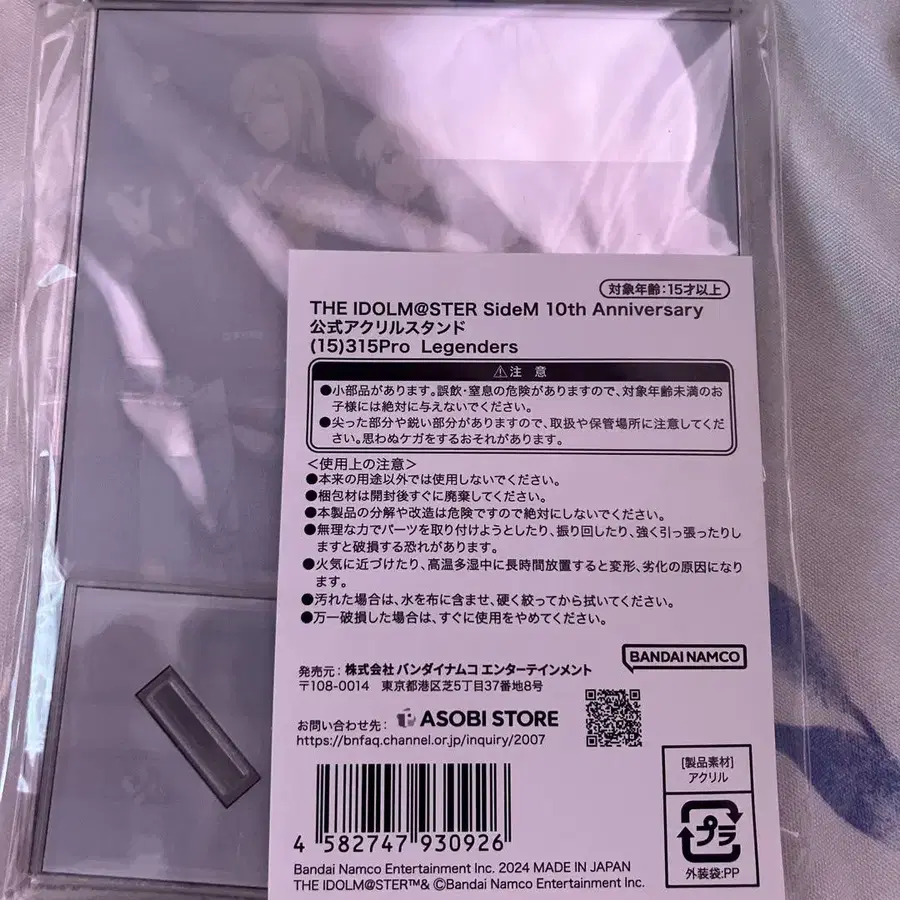 対象年齢:15才以上
THE IDOLM@STER SideM 10th Anniversary
公式アクリルスタンド
(15)315Pro Legenders
⚠注 意
●小部品があります。誤飲・窒息の危険がありますので、対象年齢未満のお
子様には絶対に与えないでください。
●尖った部分や鋭い部分がありますので、取扱や保管場所に注意してくだ
さい。思わぬケガをするおそれがあります。
＜使用上の注意＞
●本来の用途以外では使用しないでください。
●梱包材は開封後すぐに廃棄してください。
●本製品の分解や改造は危険ですので絶対にしないでください。
●無理な力でパーツを取り付けようとしたり、振り回したり、強く引っ張ったりし
ますと破損する恐れがあります。
●火気に近づけたり、高温多湿中に長時間放置すると変形、劣化の原因になり
ます。
●汚れた場合は、水を布に含ませ、硬く絞ってから拭いてください。
●万一破損した場合は、すぐに使用をやめてください。
BANDAI NAMCO
発売元：株式会社 バンダイナムコ エンターテインメント
〒108-0014 東京都港区芝5丁目37番地8号
お問い合わせ先： ASOBI STORE
https://bnfaq.channel.or.jp/inquiry/2007
[製品素材]
アクリル
プラ
外装袋:PP
4 582747 930926
Bandai Namco Entertainment Inc. 2024 MADE IN JAPAN
THE IDOLM@STER™& ©Bandai Namco Entertainment Inc.